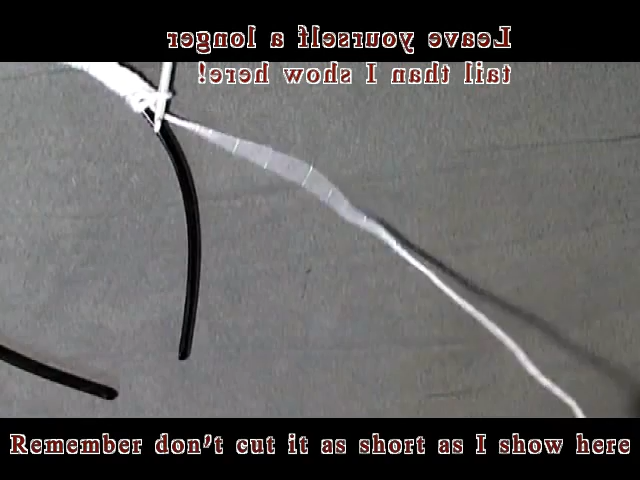 Leave yourself a longer
tail than I show here!
Remember don't cut it as short as I show here